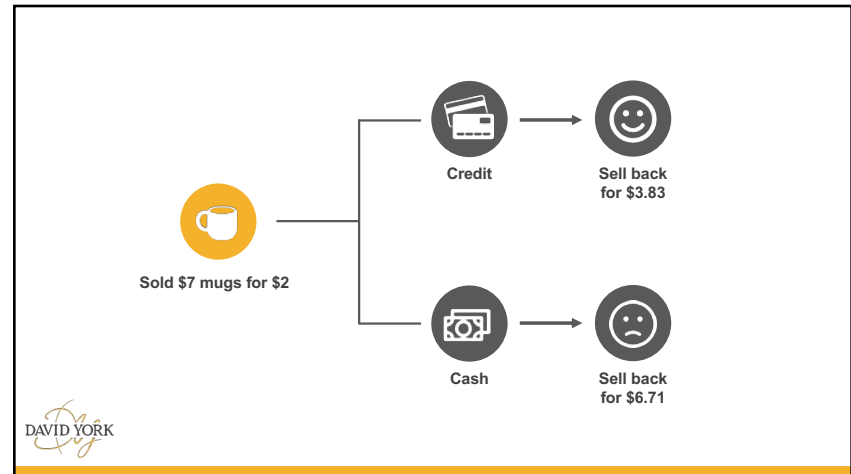 Credit
Sell back
for $3.83
Sold $7 mugs for $2
Cash
Sell back
for $6.71
DAVID YORK